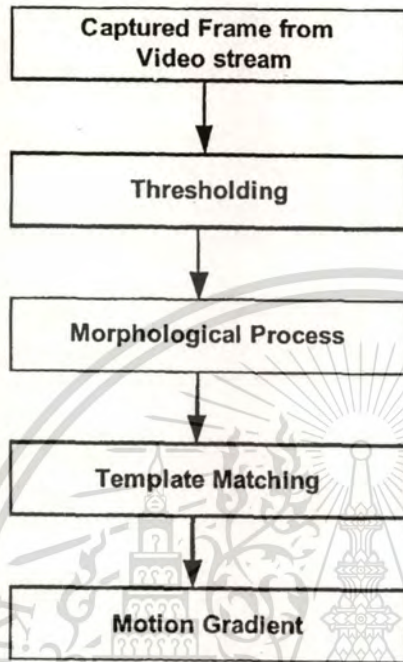 Captured Frame from
Video stream
Thresholding
Morphological Process
Template Matching
Motion Gradient